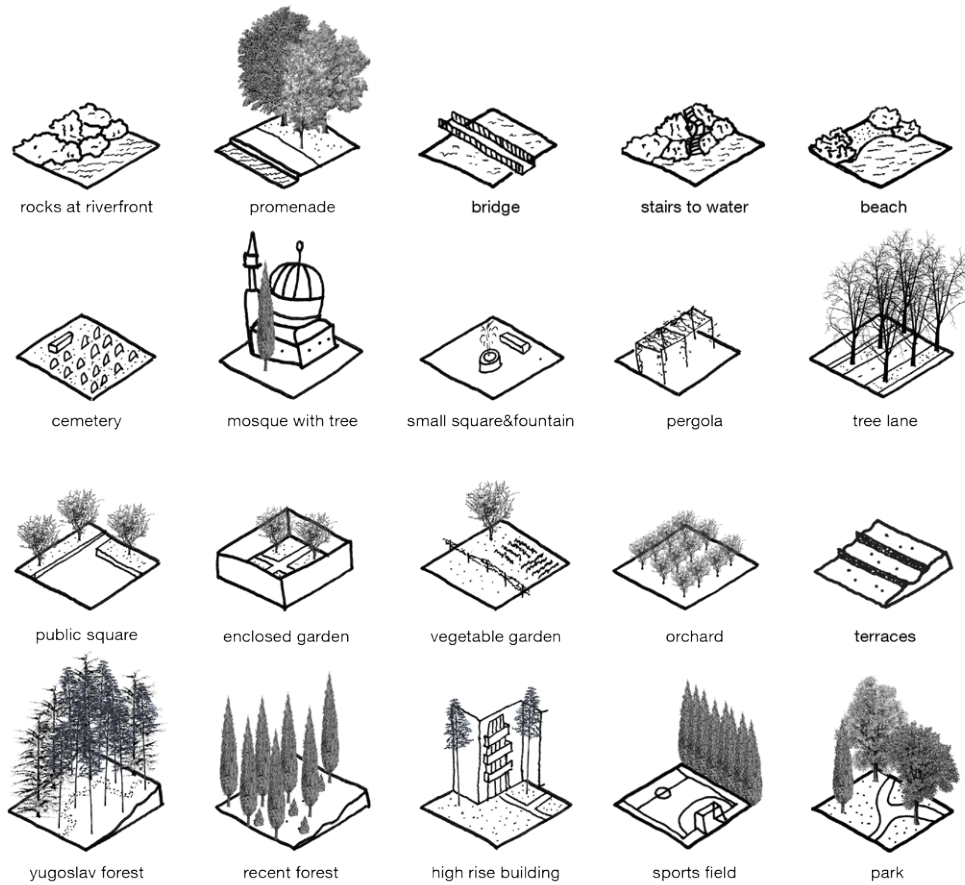 rocks at riverfront
promenade
bridge
stairs to water
beach
cemetery
mosque with tree
small square&fountain
pergola
tree lane
public square
enclosed garden
vegetable garden
orchard
terraces
yugoslav forest
recent forest
high rise building
sports field
park